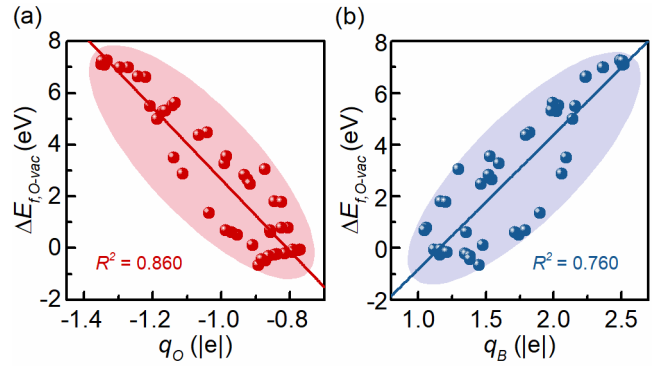 (a)
ΔE_f,O-vac (eV)
8
6
4
2
0
-2
R² = 0.860
-1.4 -1.2 -1.0 -0.8
q_O (|e|)
(b)
ΔE_f,O-vac (eV)
8
6
4
2
0
-2
R² = 0.760
1.0 1.5 2.0 2.5
q_B (|e|)